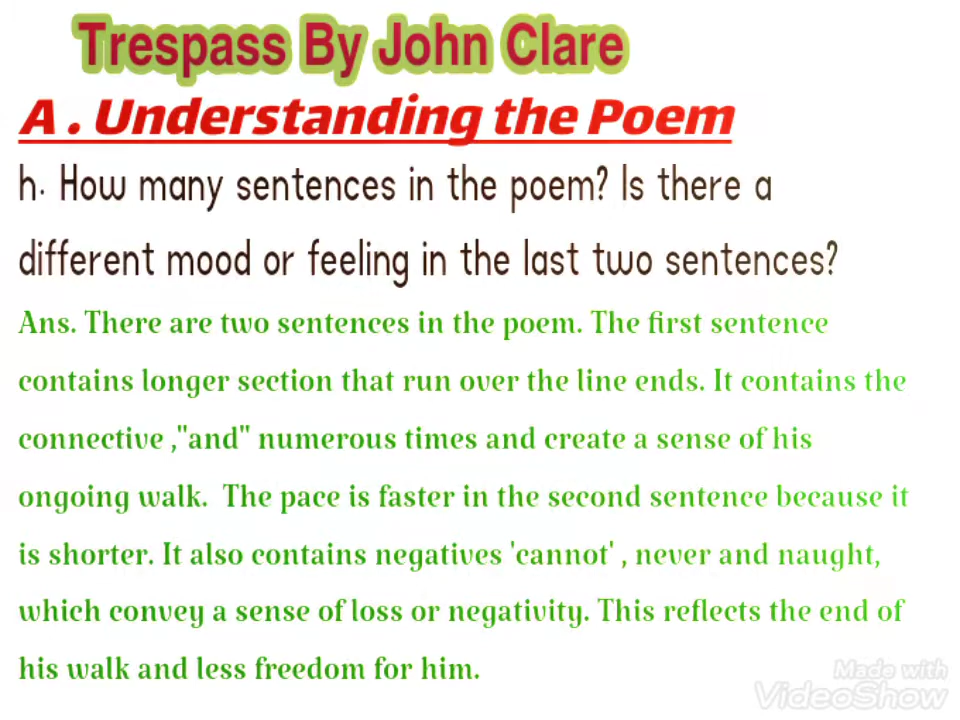 Trespass By John Clare
A . Understanding the Poem
h. How many sentences in the poem? Is there a
different mood or feeling in the last two sentences?
Ans. There are two sentences in the poem. The first sentence
contains longer section that run over the line ends. It contains the
connective ,"and" numerous times and create a sense of his
ongoing walk. The pace is faster in the second sentence because it
is shorter. It also contains negatives 'cannot' , never and naught,
which convey a sense of loss or negativity. This reflects the end of
his walk and less freedom for him.
Made with
VideoShow